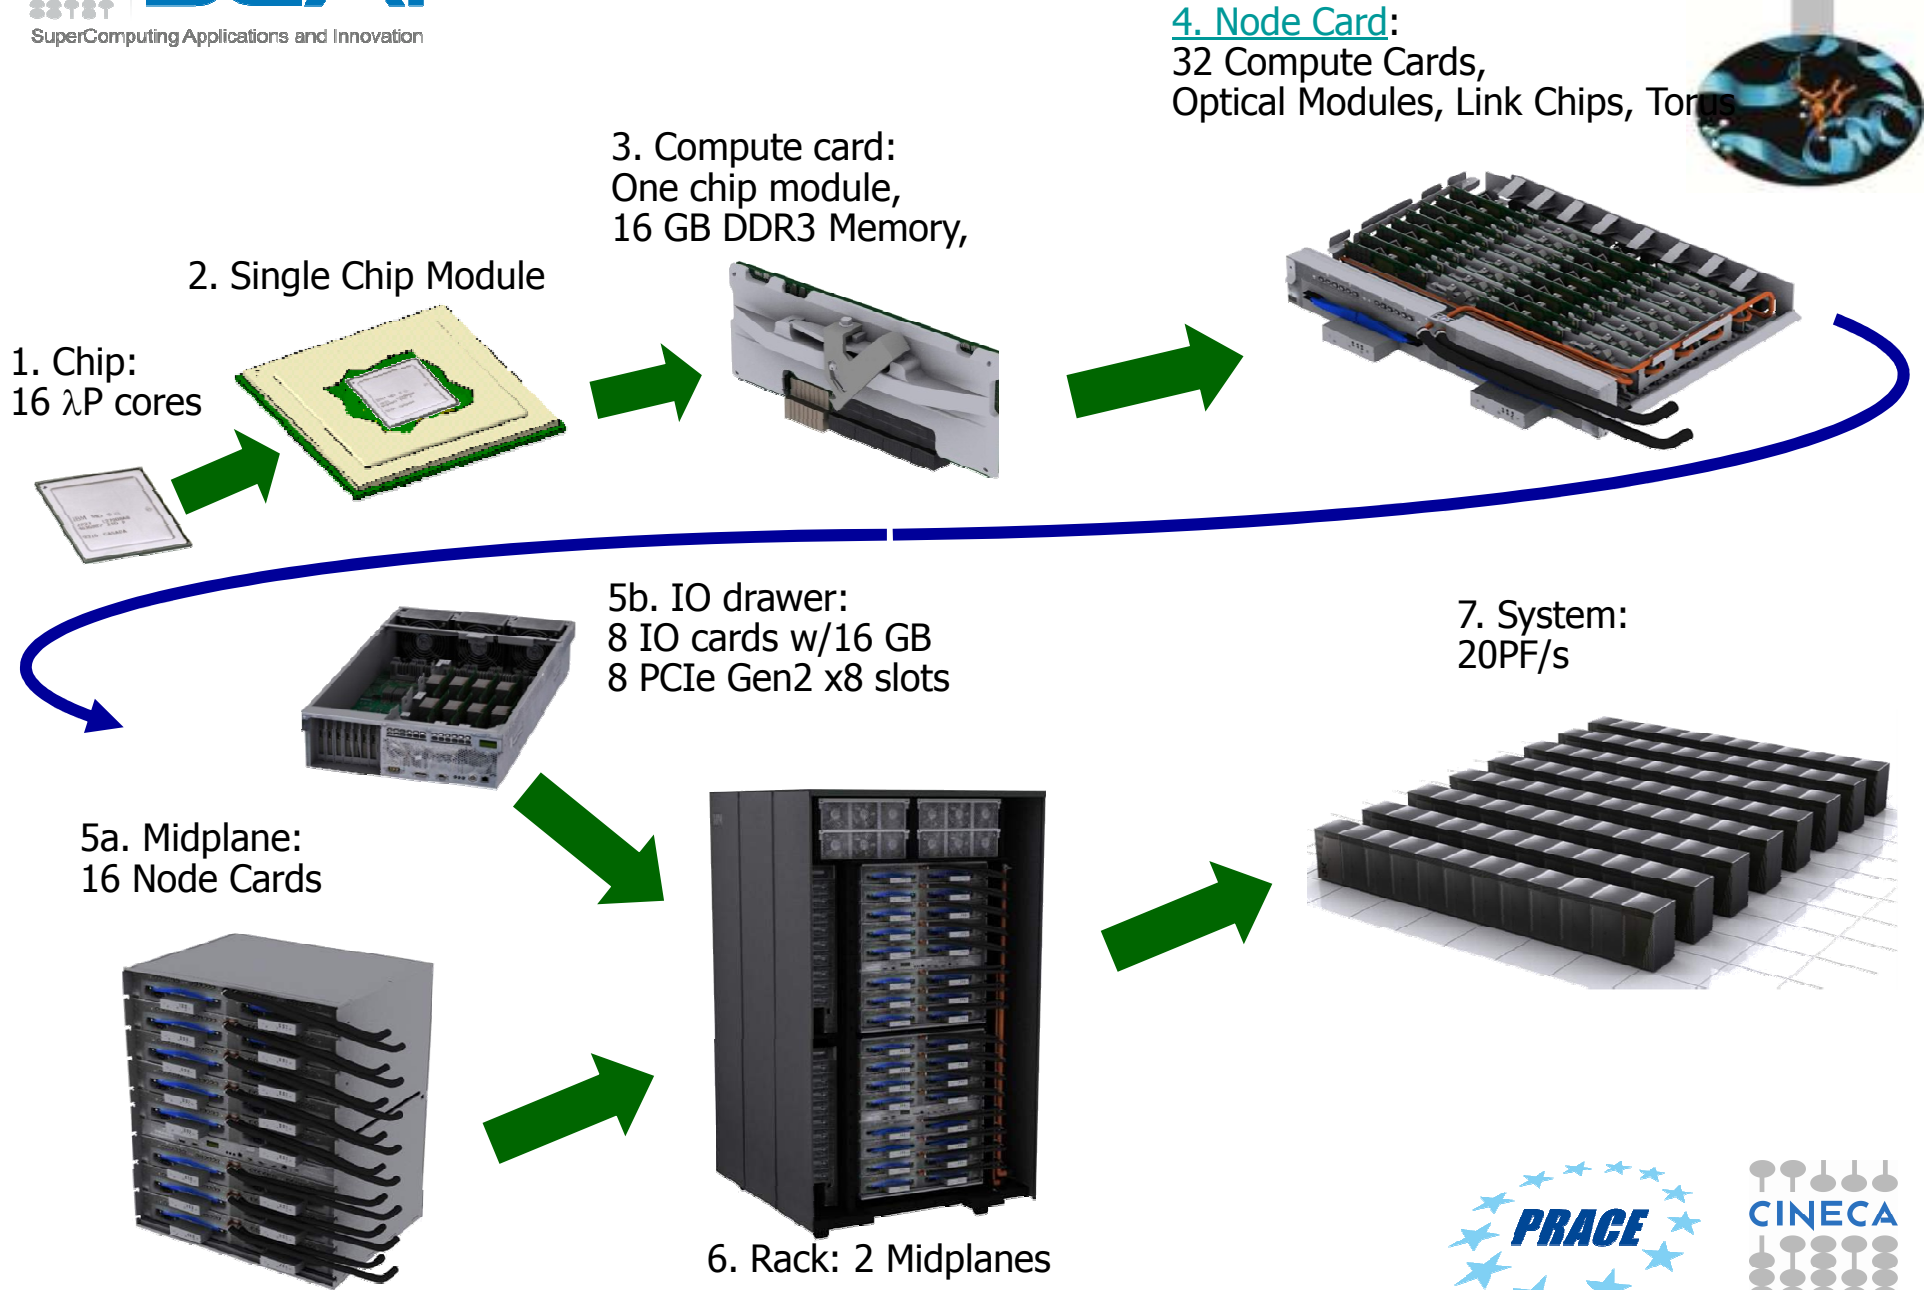 SuperComputing Applications and Innovation
4. Node Card:
32 Compute Cards,
Optical Modules, Link Chips, Torus
3. Compute card:
One chip module,
16 GB DDR3 Memory,
2. Single Chip Module
1. Chip:
16 λP cores
5b. IO drawer:
8 IO cards w/16 GB
8 PCIe Gen2 x8 slots
7. System:
20PF/s
5a. Midplane:
16 Node Cards
6. Rack: 2 Midplanes
PRACE
CINECA